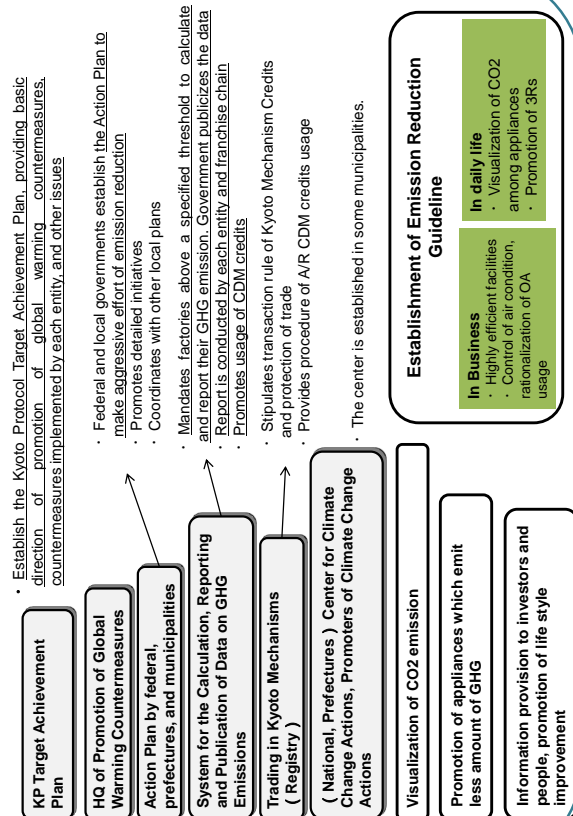 KP Target Achievement
Plan
· Establish the Kyoto Protocol Target Achievement Plan, providing basic
direction of promotion of global warming countermeasures,
countermeasures implemented by each entity, and other issues
HQ of Promotion of Global
Warming Countermeasures
Action Plan by federal,
prefectures, and municipalities
· Federal and local governments establish the Action Plan to
make aggressive effort of emission reduction
· Promotes detailed initiatives
· Coordinates with other local plans
System for the Calculation, Reporting
and Publication of Data on GHG
Emissions
· Mandates factories above a specified threshold to calculate
and report their GHG emission. Government publicizes the data
· Report is conducted by each entity and franchise chain
· Promotes usage of CDM credits
Trading in Kyoto Mechanisms
( Registry )
· Stipulates transaction rule of Kyoto Mechanism Credits
and protection of trade
· Provides procedure of A/R CDM credits usage
( National, Prefectures ) Center for Climate
Change Actions, Promoters of Climate Change
Actions
· The center is established in some municipalities.
Visualization of CO2 emission
Promotion of appliances which emit
less amount of GHG
Information provision to investors and
people, promotion of life style
improvement
Establishment of Emission Reduction
Guideline
In Business
· Highly efficient facilities
· Control of air condition,
rationalization of OA
usage
In daily life
· Visualization of CO2
among appliances
· Promotion of 3Rs